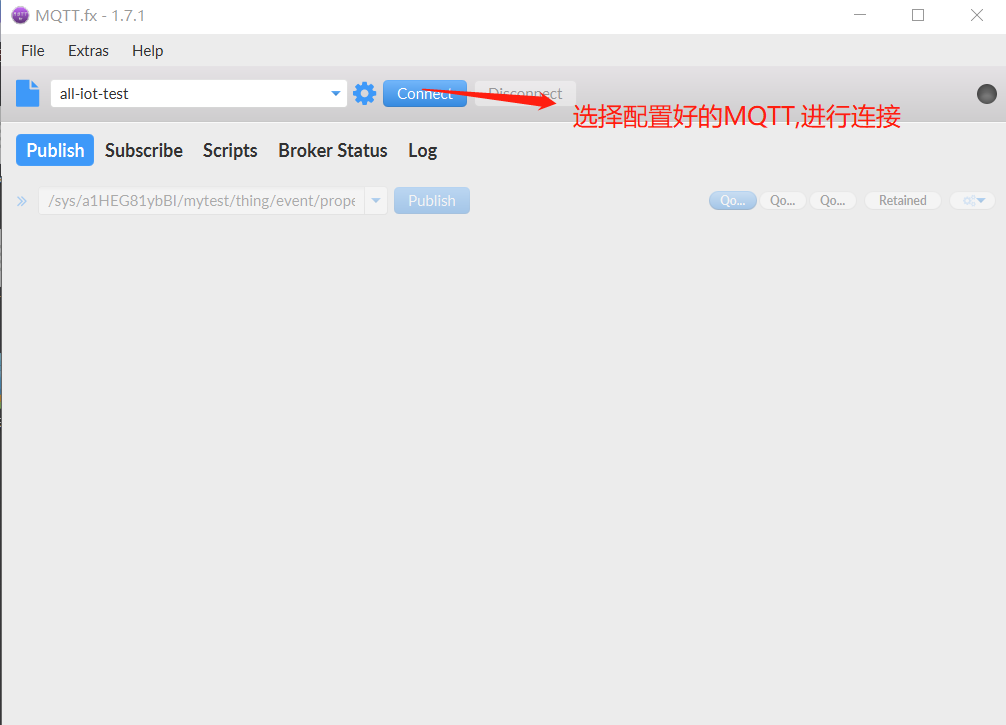 MQTT.fx - 1.7.1
File Extras Help
all-iot-test Connect Disconnect
选择配置好的MQTT,进行连接
Publish Subscribe Scripts Broker Status Log
/sys/a1HEG81ybBl/mytest/thing/event/prope Publish Qo... Qo... Qo... Retained